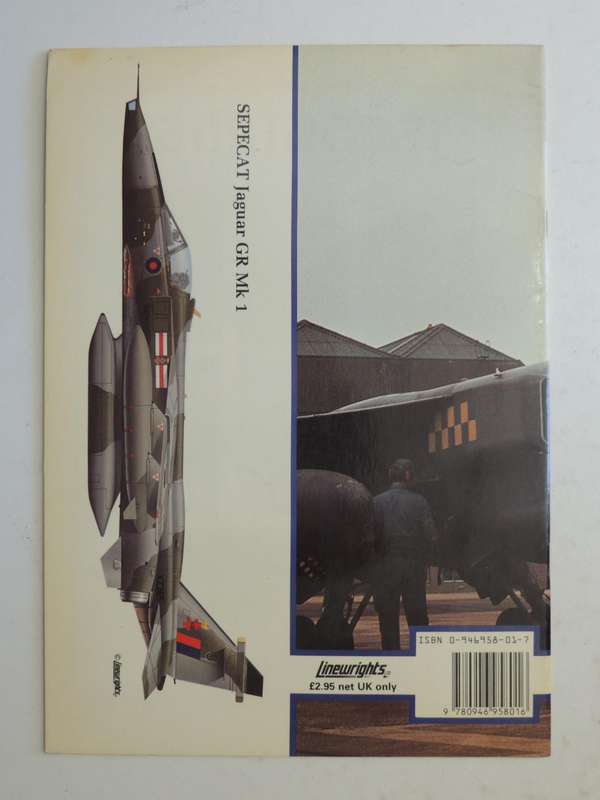 SEPECAT Jaguar GR Mk 1
© Linewrights
ISBN 0-946958-01-7
Linewrights
£2.95 net UK only
9 780946 958016